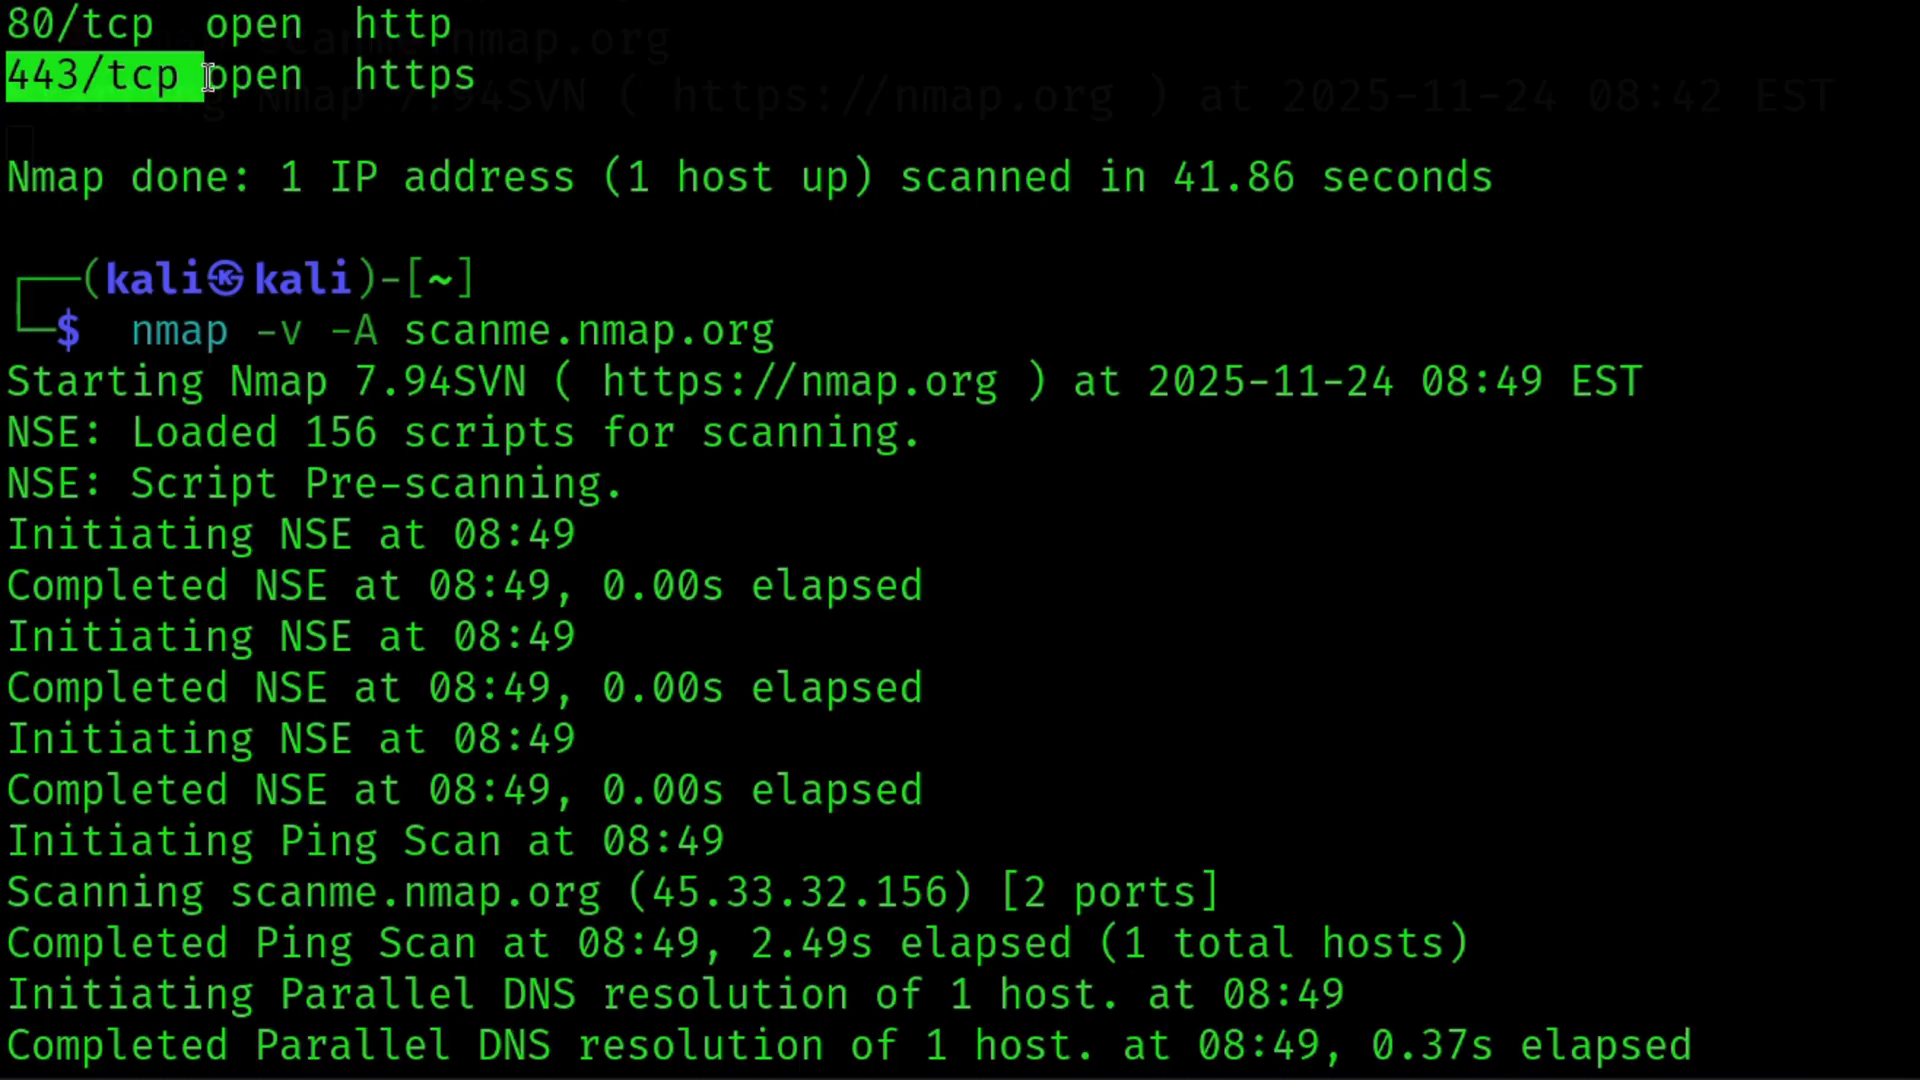 80/tcp  open  http
443/tcp open  https
Nmap done: 1 IP address (1 host up) scanned in 41.86 seconds
┌──(kali㉿kali)-[~]
└─$  nmap -v -A scanme.nmap.org
Starting Nmap 7.94SVN ( https://nmap.org ) at 2025-11-24 08:49 EST
NSE: Loaded 156 scripts for scanning.
NSE: Script Pre-scanning.
Initiating NSE at 08:49
Completed NSE at 08:49, 0.00s elapsed
Initiating NSE at 08:49
Completed NSE at 08:49, 0.00s elapsed
Initiating NSE at 08:49
Completed NSE at 08:49, 0.00s elapsed
Initiating Ping Scan at 08:49
Scanning scanme.nmap.org (45.33.32.156) [2 ports]
Completed Ping Scan at 08:49, 2.49s elapsed (1 total hosts)
Initiating Parallel DNS resolution of 1 host. at 08:49
Completed Parallel DNS resolution of 1 host. at 08:49, 0.37s elapsed